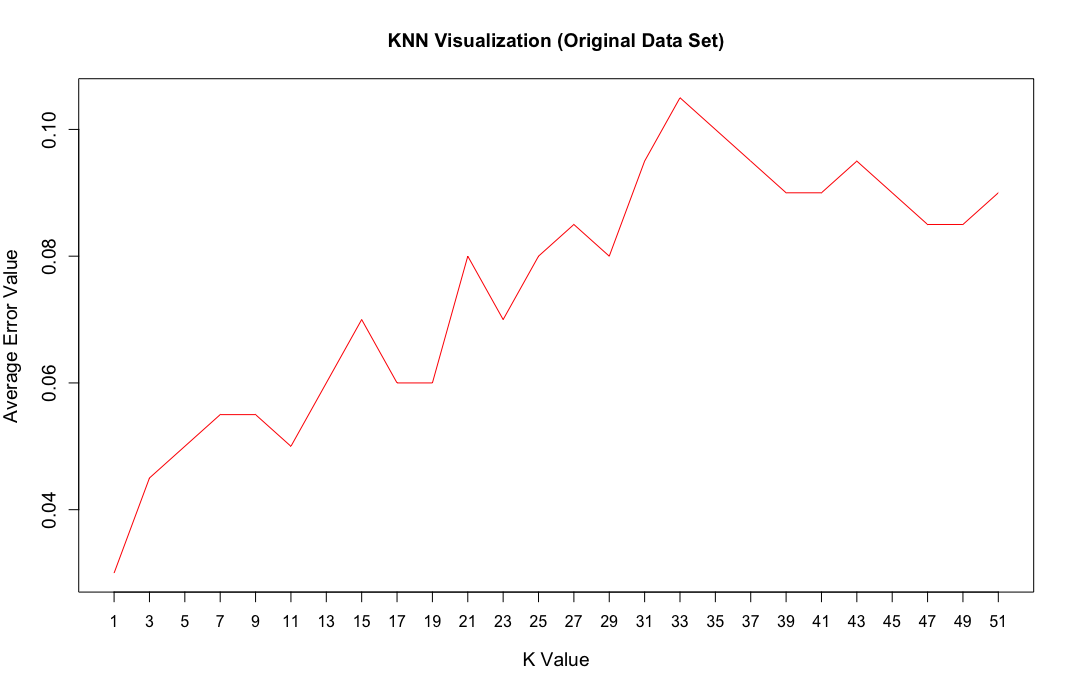 KNN Visualization (Original Data Set)
Average Error Value
0.10
0.08
0.06
0.04
1 3 5 7 9 11 13 15 17 19 21 23 25 27 29 31 33 35 37 39 41 43 45 47 49 51
K Value